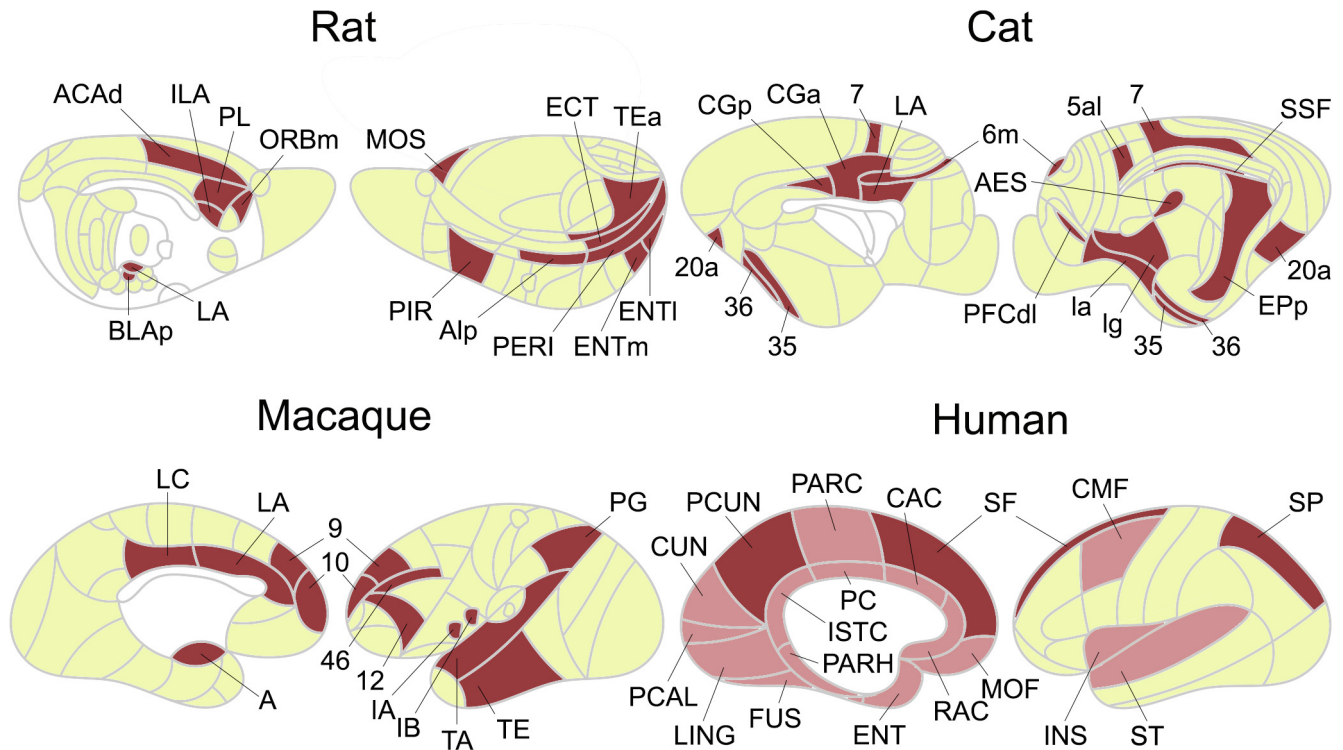 Rat
Cat
ACAd
ILA
PL
ORBm
MOS
ECT
TEa
LA
BLAp
PIR
AIp
PERI
ENTm
ENTl
CGp
CGa
7
LA
6m
5al
7
SSF
AES
20a
36
35
PFCdl
Ia
Ig
35
36
EPp
20a
Macaque
Human
LC
LA
9
10
PG
46
12
IA
IB
TA
TE
A
PCUN
PARC
CAC
SF
CMF
SP
CUN
PC
ISTC
PARH
PCAL
LING
FUS
ENT
RAC
MOF
INS
ST